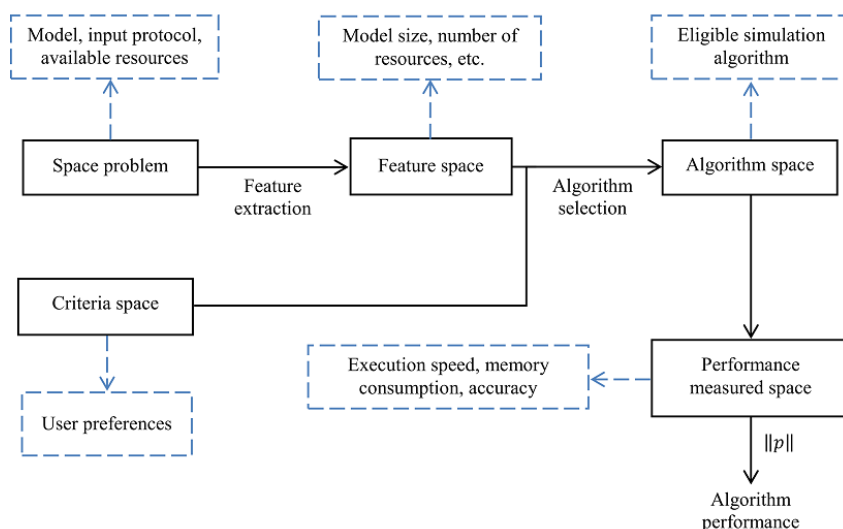 Model, input protocol,
available resources
Model size, number of
resources, etc.
Eligible simulation
algorithm
Space problem
Feature
extraction
Feature space
Algorithm
selection
Algorithm space
Criteria space
User preferences
Execution speed, memory
consumption, accuracy
Performance
measured space
‖p‖
Algorithm
performance